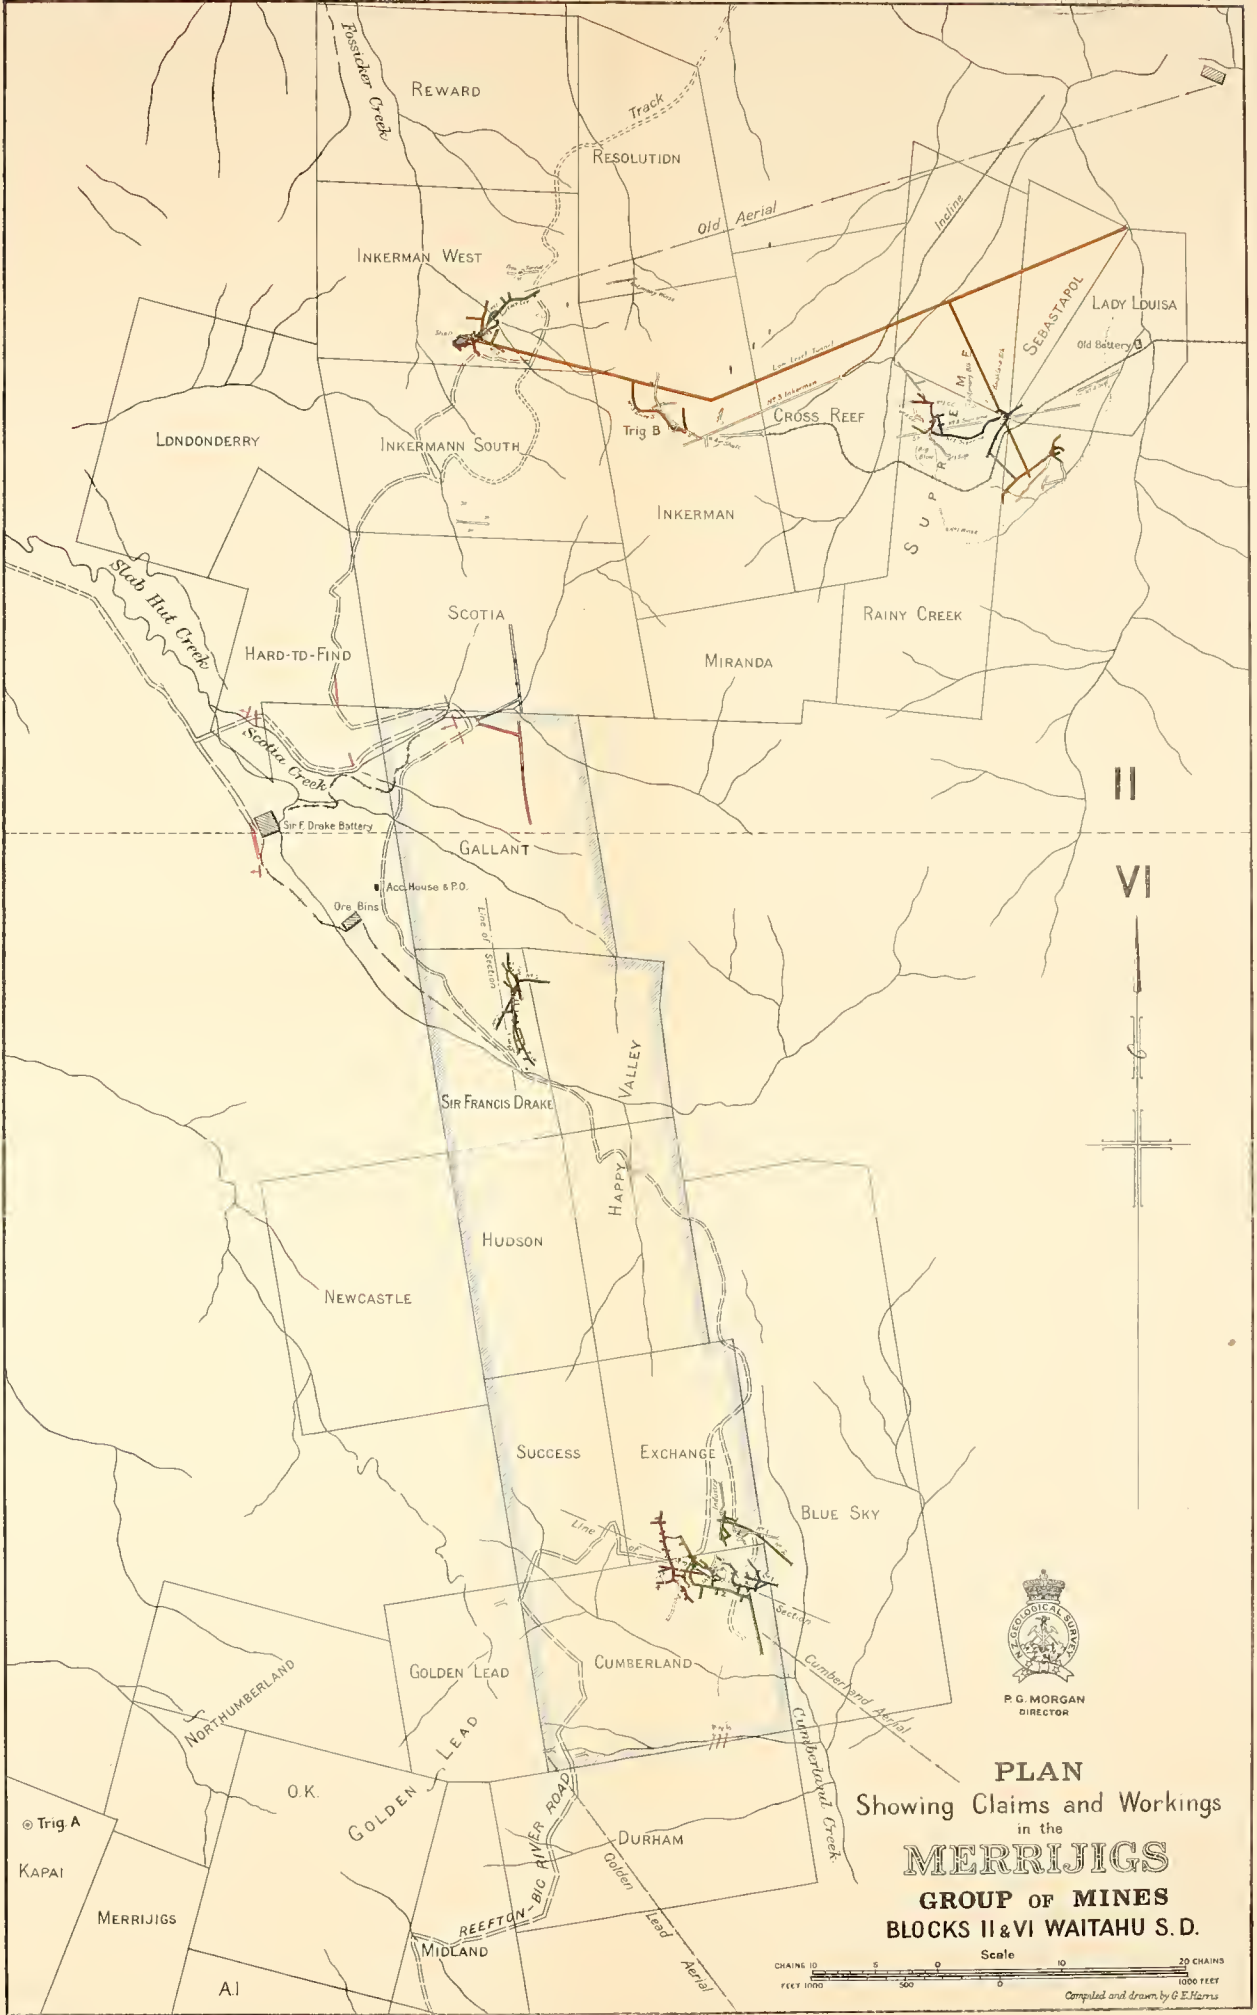 Fossicker Creek
REWARD
Track
RESOLUTION
Old Aerial
Incline
INKERMAN WEST
Shaft
LADY LOUISA
SEBASTAPOL
Old Battery
Low Level Tunnel
Nº 3 Inkerman
CROSS REEF
Trig B
SUPREME
LONDONDERRY
INKERMANN SOUTH
INKERMAN
Slab Hut Creek
SCOTIA
RAINY CREEK
HARD-TO-FIND
MIRANDA
Scotia Creek
II
Sir F. Drake Battery
GALLANT
VI
Acc. House & P.O.
Ore Bins
Line of Section
HAPPY VALLEY
SIR FRANCIS DRAKE
HUDSON
NEWCASTLE
SUCCESS
EXCHANGE
Industry
BLUE SKY
Line of Section
CUMBERLAND
Cumberland Aerial
Cumberland Creek
GOLDEN LEAD
NORTHUMBERLAND
GOLDEN LEAD
O.K.
Trig. A
KAPAI
MERRIJIGS
A.1
REEFTON-BIG RIVER ROAD
MIDLAND
DURHAM
Golden Lead Aerial
N.Z. GEOLOGICAL SURVEY
P. G. MORGAN
DIRECTOR
PLAN
Showing Claims and Workings
in the
MERRIJIGS
GROUP OF MINES
BLOCKS II & VI WAITAHU S.D.
Scale
CHAINS 10 5 0 10 20 CHAINS
FEET 1000 500 0 1000 FEET
Compiled and drawn by G.E. Harris